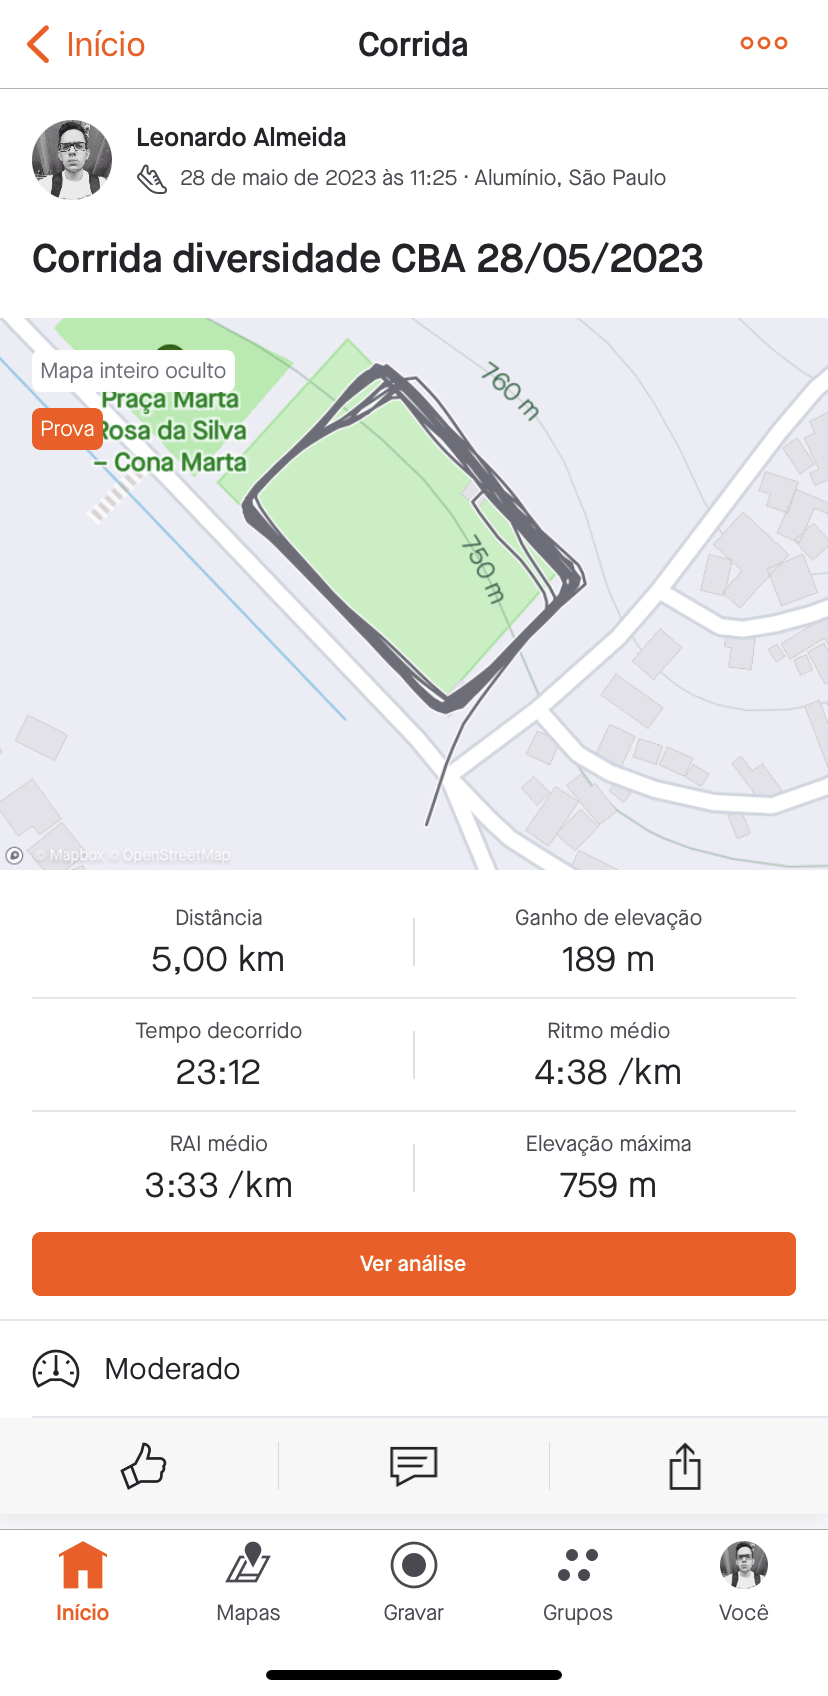 Início
Corrida
Leonardo Almeida
28 de maio de 2023 às 11:25 · Alumínio, São Paulo
Corrida diversidade CBA 28/05/2023
Mapa inteiro oculto
Praça Marta
Prova
Rosa da Silva
– Cona Marta
760 m
750 m
© Mapbox © OpenStreetMap
Distância
Ganho de elevação
5,00 km
189 m
Tempo decorrido
Ritmo médio
23:12
4:38 /km
RAI médio
Elevação máxima
3:33 /km
759 m
Ver análise
Moderado
Início
Mapas
Gravar
Grupos
Você